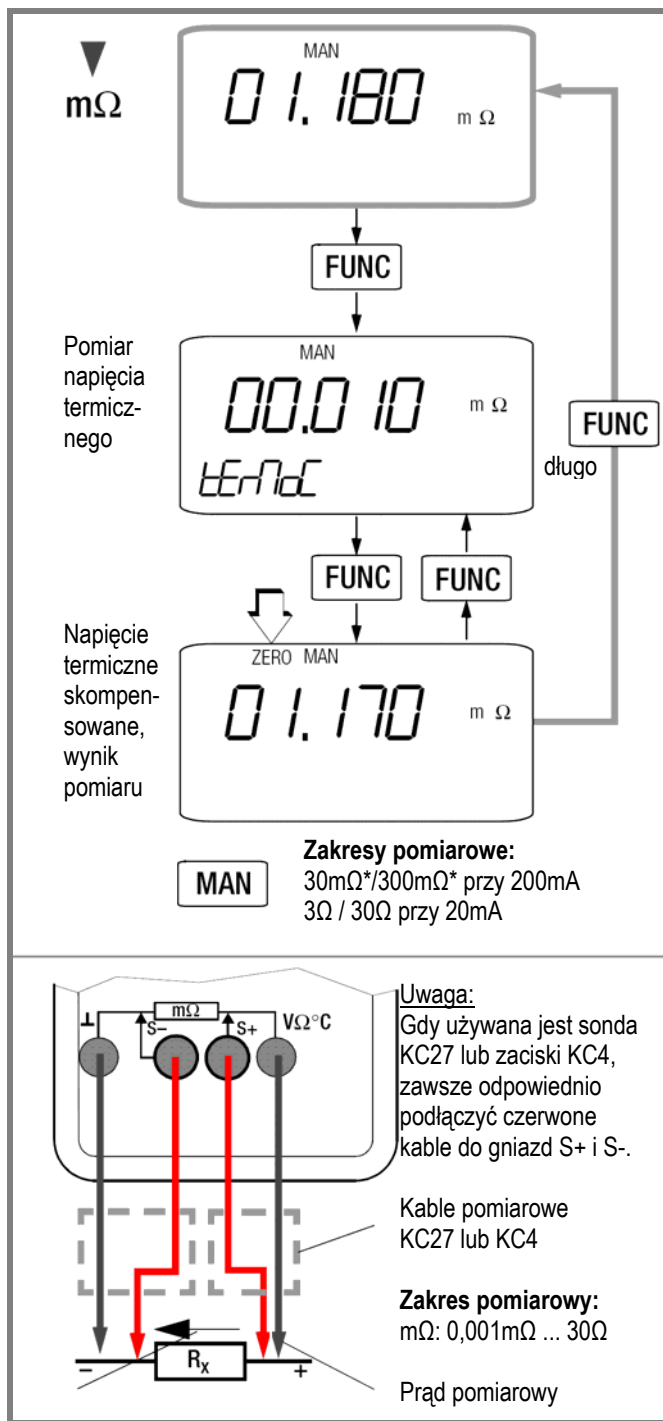 mΩ
MAN
01.180
m Ω
FUNC
Pomiar
napięcia
termicz-
nego
MAN
00.010
m Ω
tErMoC
FUNC
długo
FUNC
FUNC
Napięcie
termiczne
skompen-
sowane,
wynik
pomiaru
ZERO MAN
01.170
m Ω
MAN
Zakresy pomiarowe:
30mΩ*/300mΩ* przy 200mA
3Ω / 30Ω przy 20mA
⊥
S–
mΩ
S+
VΩ°C
Uwaga:
Gdy używana jest sonda
KC27 lub zaciski KC4,
zawsze odpowiednio
podłączyć czerwone
kable do gniazd S+ i S-.
Kable pomiarowe
KC27 lub KC4
Zakres pomiarowy:
mΩ: 0,001mΩ ... 30Ω
–
Rx
+
Prąd pomiarowy